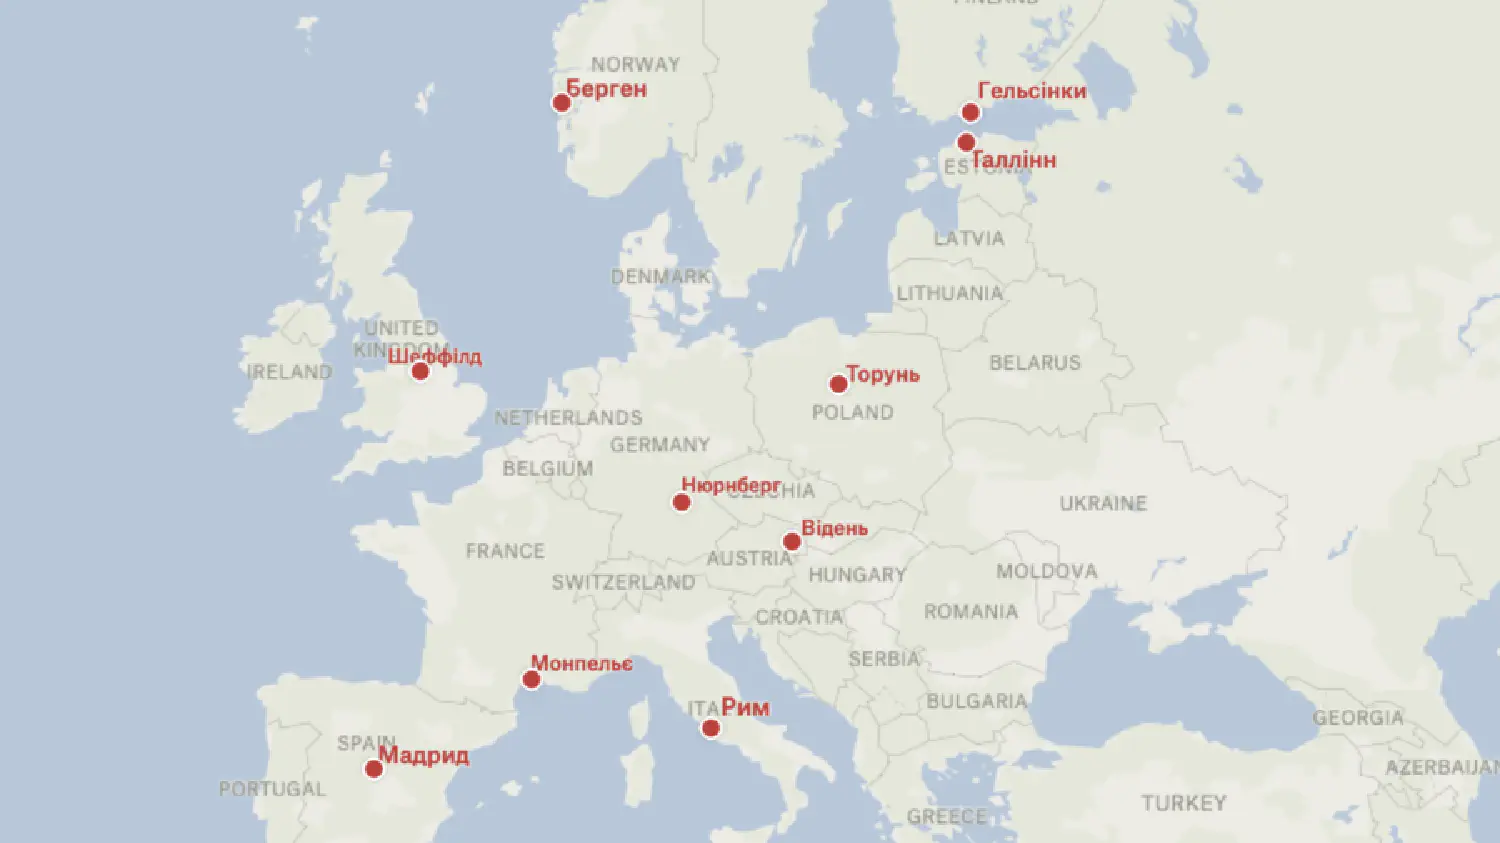 FINLAND
NORWAY
Берген
Гельсінки
Таллінн
ESTONIA
LATVIA
DENMARK
LITHUANIA
UNITED
KINGDOM
Шеффілд
IRELAND
BELARUS
Торунь
POLAND
NETHERLANDS
GERMANY
BELGIUM
Нюрнберг
CZECHIA
UKRAINE
Відень
FRANCE
AUSTRIA
SWITZERLAND
HUNGARY
MOLDOVA
CROATIA
ROMANIA
Монпельє
SERBIA
BULGARIA
ITA
Рим
GEORGIA
SPAIN
Мадрид
AZERBAIJAN
PORTUGAL
TURKEY
GREECE